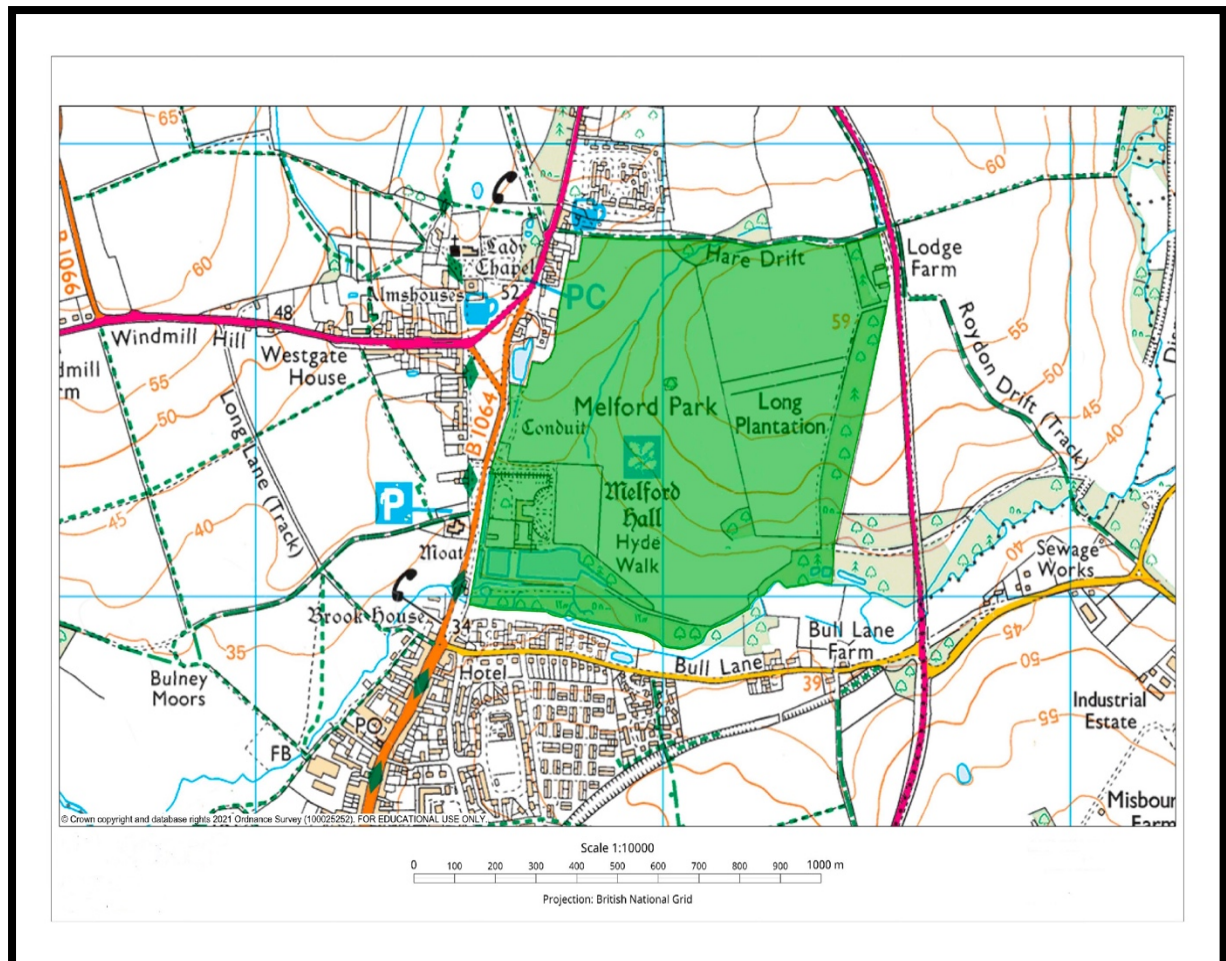 65
60
B 1066
60
Lady
Chapel
Hare Drift
Lodge
Farm
Almshouses
52
PC
48
59
Windmill Hill
Westgate
House
dmill
rm
55
50
Long Lane (Track)
B 1064
Conduit
Melford Park
Long
Plantation
Roydon Drift (Track)
55
50
45
40
Melford
Hall
Hyde
Walk
P
45
40
Moat
40
Sewage
Works
Brook House
34
35
45
Bull Lane
Farm
Bull Lane
39
50
Hotel
Bulney
Moors
PO
FB
Industrial
Estate
55
Misbour
Farm
© Crown copyright and database rights 2021 Ordnance Survey (100025252). FOR EDUCATIONAL USE ONLY.
Scale 1:10000
0 100 200 300 400 500 600 700 800 900 1000 m
Projection: British National Grid